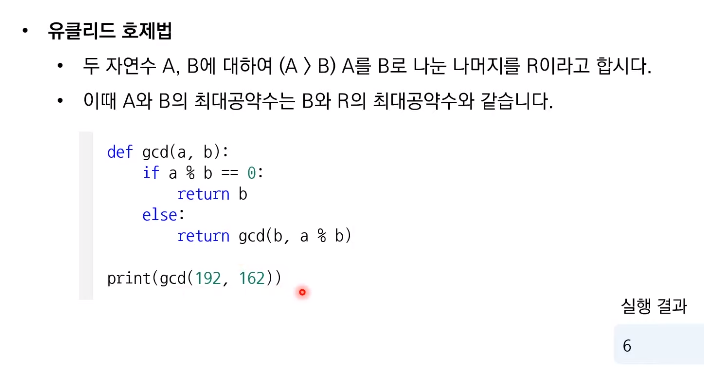 • 유클리드 호제법
• 두 자연수 A, B에 대하여 (A > B) A를 B로 나눈 나머지를 R이라고 합시다.
• 이때 A와 B의 최대공약수는 B와 R의 최대공약수와 같습니다.
def gcd(a, b):
    if a % b == 0:
        return b
    else:
        return gcd(b, a % b)
print(gcd(192, 162))
실행 결과
6